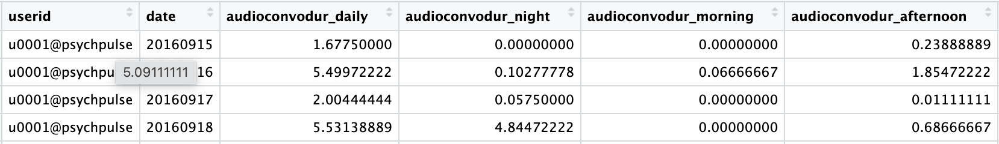 userid date audioconvodur_daily audioconvodur_night audioconvodur_morning audioconvodur_afternoon
u0001@psychpulse 20160915 1.67750000 0.00000000 0.00000000 0.23888889
u0001@psychpu 5.09111111 16 5.49972222 0.10277778 0.06666667 1.85472222
u0001@psychpulse 20160917 2.00444444 0.05750000 0.00000000 0.01111111
u0001@psychpulse 20160918 5.53138889 4.84472222 0.00000000 0.68666667